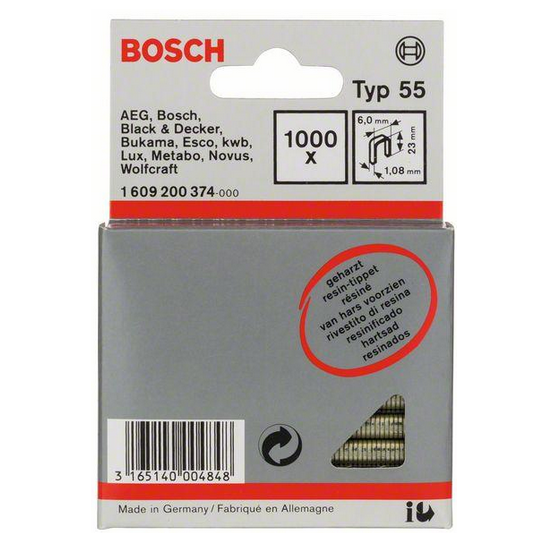 BOSCH
Typ 55
AEG, Bosch,
Black & Decker,
Bukama, Esco, kwb,
Lux, Metabo, Novus,
Wolfcraft
1 609 200 374-000
1000
x
6,0 mm
23 mm
1,08 mm
geharzt
resin-tippet
résiné
van hars voorzien
rivestito di resina
resinificado
hartsad
resinados
3 165140 004848
Made in Germany / Fabriqué en Allemagne